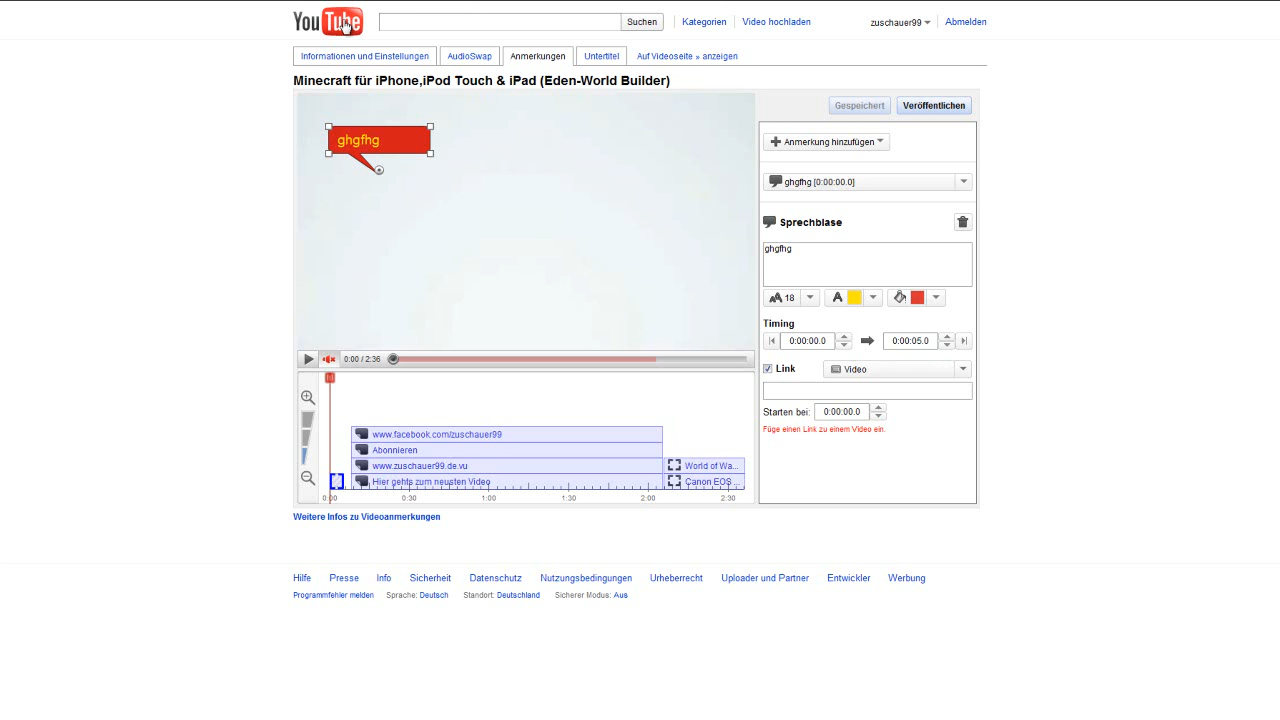 YouTube Suchen Kategorien Video hochladen zuschauer99 Abmelden
Informationen und Einstellungen AudioSwap Anmerkungen Untertitel Auf Videoseite » anzeigen
Minecraft für iPhone,iPod Touch & iPad (Eden-World Builder)
Gespeichert Veröffentlichen
ghgfhg
Anmerkung hinzufügen
ghgfhg [0:00:00.0]
Sprechblase
ghgfhg
18 A
Timing
0:00:00.0 0:00:05.0
0:00 / 2:36
Link Video
Starten bei: 0:00:00.0
Füge einen Link zu einem Video ein.
www.facebook.com/zuschauer99
Abonnieren
www.zuschauer99.de.vu World of Wa...
Hier gehts zum neusten Video Canon EOS ...
0:00 0:30 1:00 1:30 2:00 2:30
Weitere Infos zu Videoanmerkungen
Hilfe Presse Info Sicherheit Datenschutz Nutzungsbedingungen Urheberrecht Uploader und Partner Entwickler Werbung
Programmfehler melden Sprache: Deutsch Standort: Deutschland Sicherer Modus: Aus